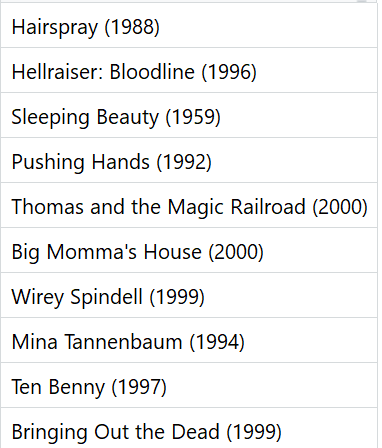 Hairspray (1988)
Hellraiser: Bloodline (1996)
Sleeping Beauty (1959)
Pushing Hands (1992)
Thomas and the Magic Railroad (2000)
Big Momma's House (2000)
Wirey Spindell (1999)
Mina Tannenbaum (1994)
Ten Benny (1997)
Bringing Out the Dead (1999)